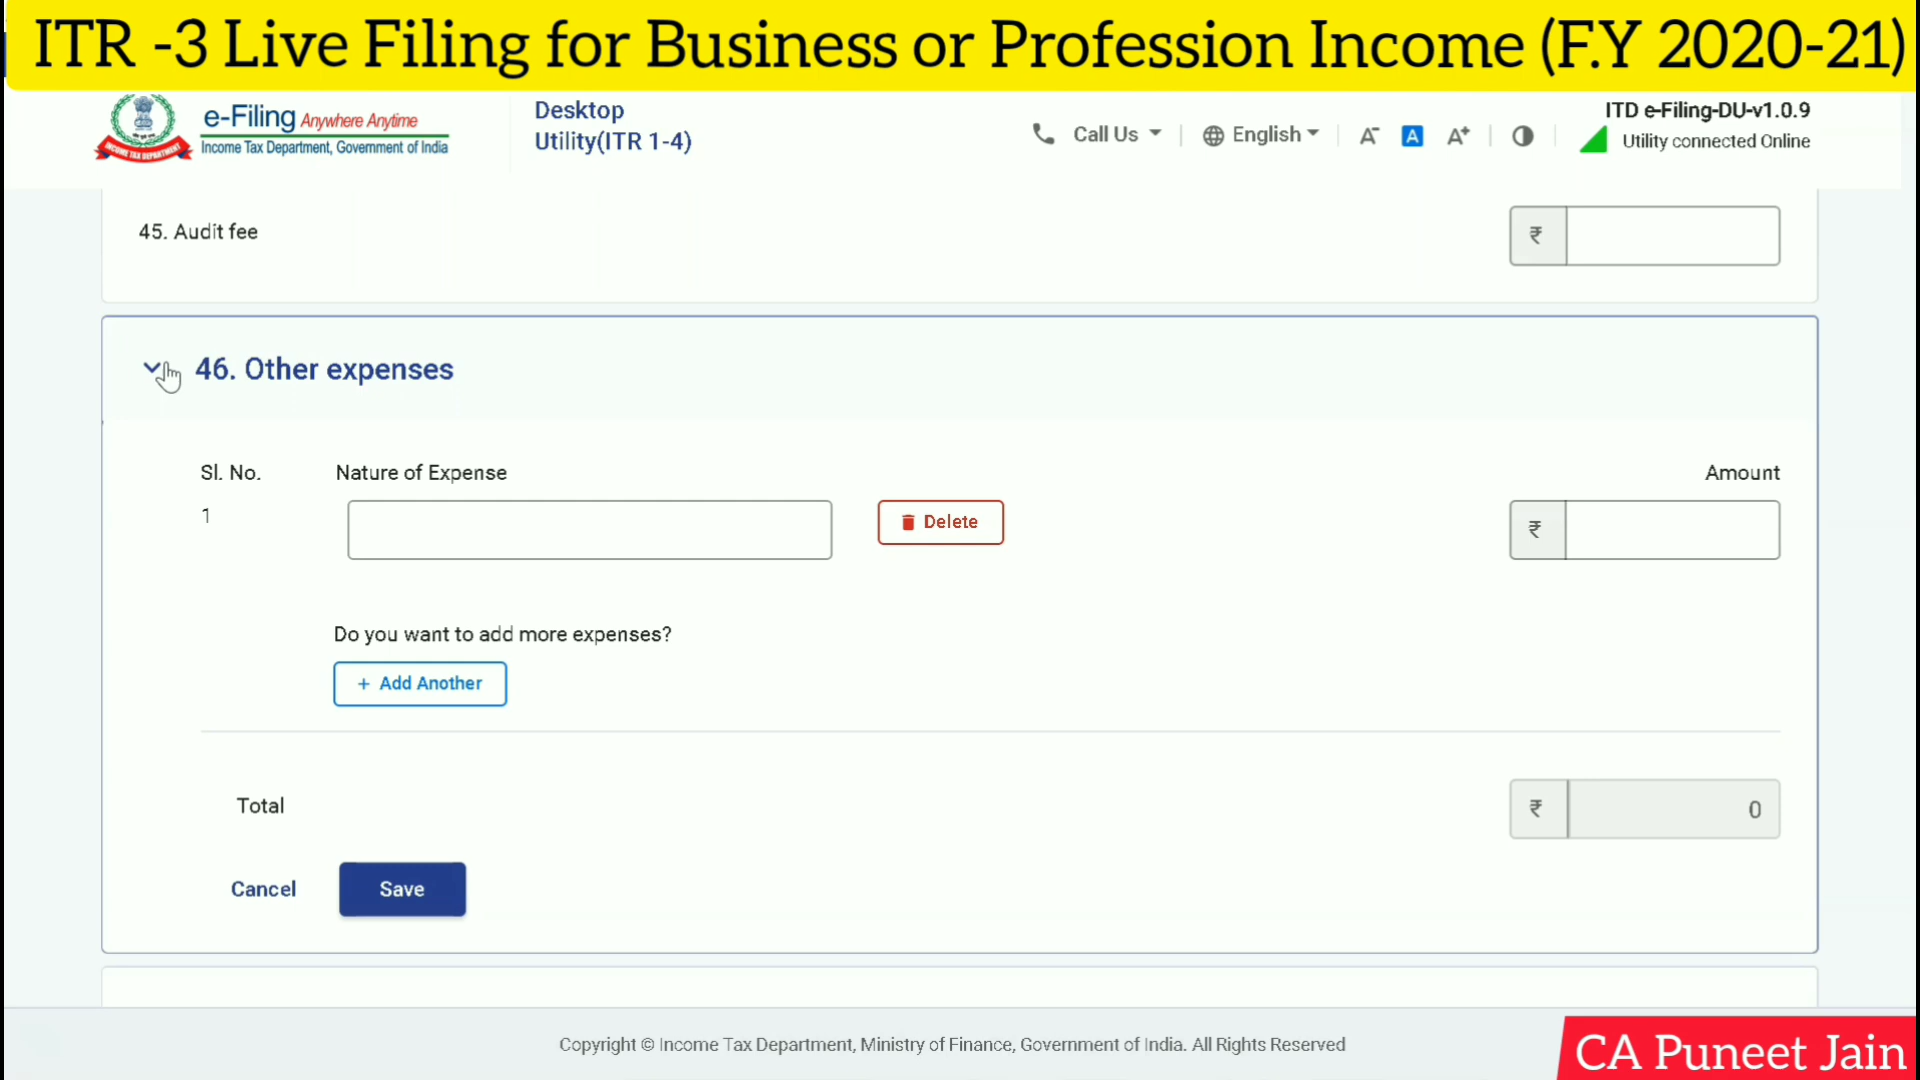 ITR -3 Live Filing for Business or Profession Income (F.Y 2020-21)
e-Filing Anywhere Anytime
Income Tax Department, Government of India
INCOME TAX DEPARTMENT
Desktop
Utility(ITR 1-4)
Call Us
English
A-
A
A+
ITD e-Filing-DU-v1.0.9
Utility connected Online
45. Audit fee
₹
46. Other expenses
Sl. No. Nature of Expense Amount
1 Delete ₹
Do you want to add more expenses?
+ Add Another
Total ₹ 0
Cancel Save
Copyright © Income Tax Department, Ministry of Finance, Government of India. All Rights Reserved
CA Puneet Jain